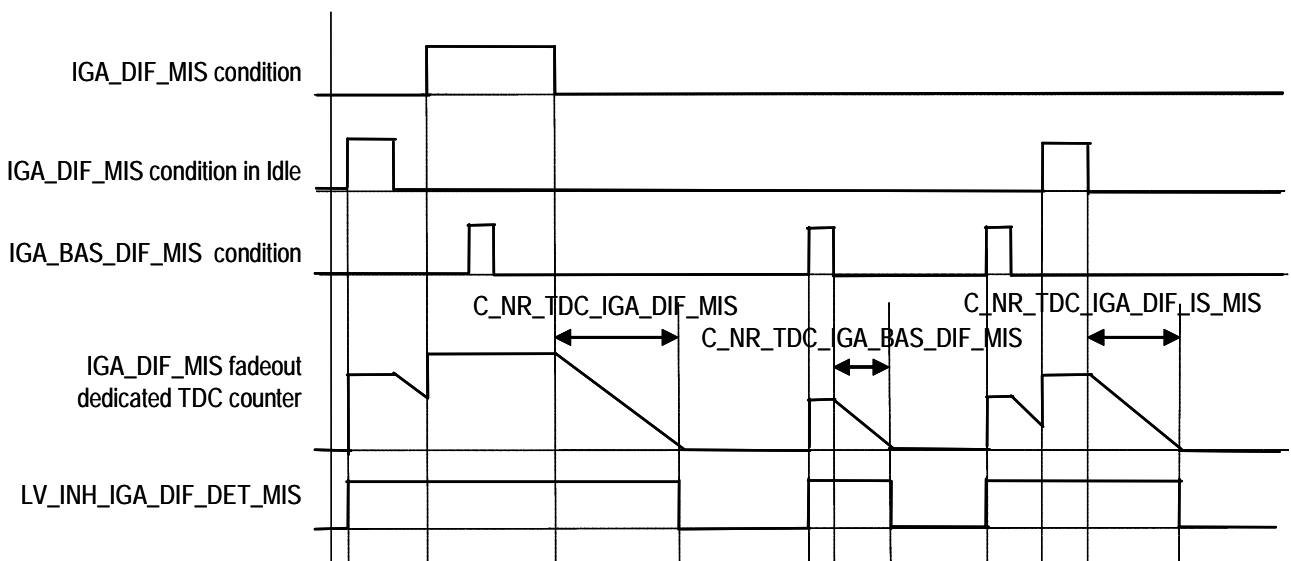 IGA_DIF_MIS condition
IGA_DIF_MIS condition in Idle
IGA_BAS_DIF_MIS condition
C_NR_TDC_IGA_DIF_MIS
C_NR_TDC_IGA_DIF_IS_MIS
C_NR_TDC_IGA_BAS_DIF_MIS
IGA_DIF_MIS fadeout
dedicated TDC counter
LV_INH_IGA_DIF_DET_MIS